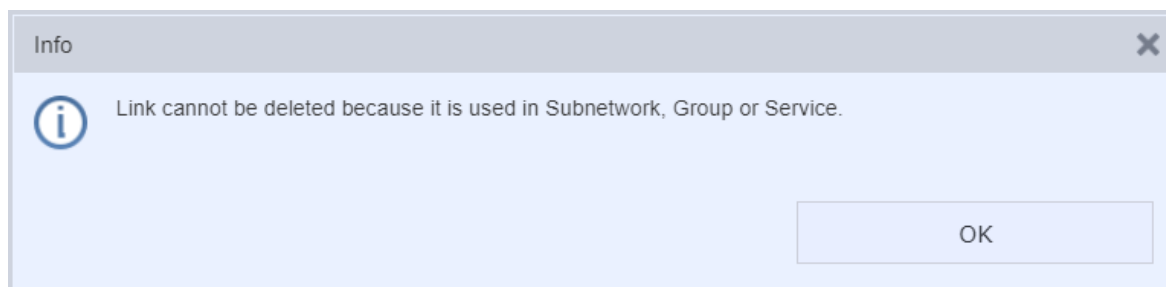 Info
Link cannot be deleted because it is used in Subnetwork, Group or Service.
OK